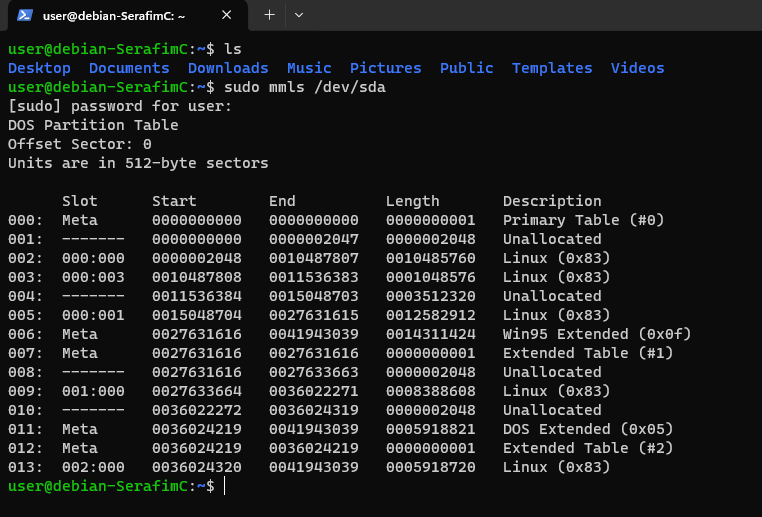 user@debian-SerafimC: ~
user@debian-SerafimC:~$ ls
Desktop  Documents  Downloads  Music  Pictures  Public  Templates  Videos
user@debian-SerafimC:~$ sudo mmls /dev/sda
[sudo] password for user:
DOS Partition Table
Offset Sector: 0
Units are in 512-byte sectors
      Slot      Start        End          Length       Description
000:  Meta      0000000000   0000000000   0000000001   Primary Table (#0)
001:  -------   0000000000   0000002047   0000002048   Unallocated
002:  000:000   0000002048   0010487807   0010485760   Linux (0x83)
003:  000:003   0010487808   0011536383   0001048576   Linux (0x83)
004:  -------   0011536384   0015048703   0003512320   Unallocated
005:  000:001   0015048704   0027631615   0012582912   Linux (0x83)
006:  Meta      0027631616   0041943039   0014311424   Win95 Extended (0x0f)
007:  Meta      0027631616   0027631616   0000000001   Extended Table (#1)
008:  -------   0027631616   0027633663   0000002048   Unallocated
009:  001:000   0027633664   0036022271   0008388608   Linux (0x83)
010:  -------   0036022272   0036024319   0000002048   Unallocated
011:  Meta      0036024219   0041943039   0005918821   DOS Extended (0x05)
012:  Meta      0036024219   0036024219   0000000001   Extended Table (#2)
013:  002:000   0036024320   0041943039   0005918720   Linux (0x83)
user@debian-SerafimC:~$